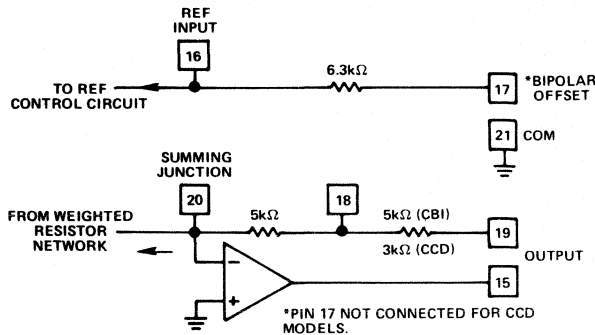 REF
INPUT
16
6.3kΩ
TO REF
CONTROL CIRCUIT
17
*BIPOLAR
OFFSET
21
COM
SUMMING
JUNCTION
20
18
FROM WEIGHTED
RESISTOR
NETWORK
5kΩ
5kΩ (CBI)
3kΩ (CCD)
19
OUTPUT
15
−
+
*PIN 17 NOT CONNECTED FOR CCD
MODELS.